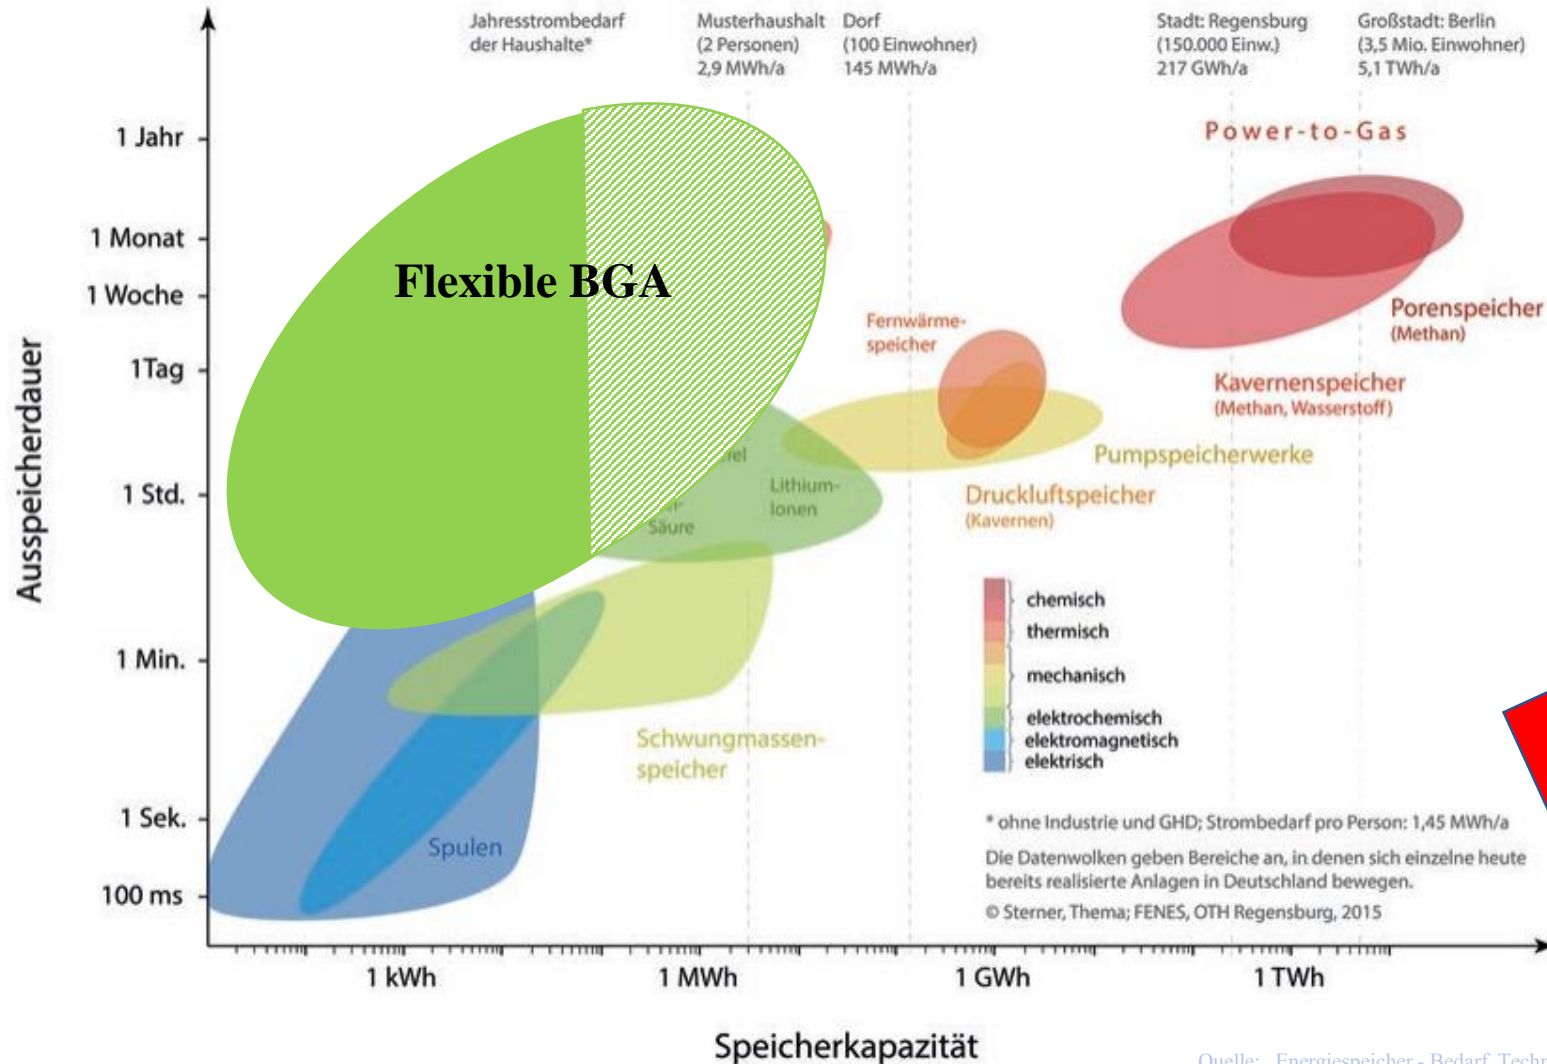 Jahresstrombedarf
der Haushalte*
Musterhaushalt
(2 Personen)
2,9 MWh/a
Dorf
(100 Einwohner)
145 MWh/a
Stadt: Regensburg
(150.000 Einw.)
217 GWh/a
Großstadt: Berlin
(3,5 Mio. Einwohner)
5,1 TWh/a
Ausspeicherdauer
1 Jahr
1 Monat
1 Woche
1Tag
1 Std.
1 Min.
1 Sek.
100 ms
Flexible BGA
Power-to-Gas
Porenspeicher
(Methan)
Kavernenspeicher
(Methan, Wasserstoff)
Fernwärme-
speicher
Pumpspeicherwerke
Druckluftspeicher
(Kavernen)
Lithium-
Ionen
Säure
Schwungmassen-
speicher
Spulen
chemisch
thermisch
mechanisch
elektrochemisch
elektromagnetisch
elektrisch
* ohne Industrie und GHD; Strombedarf pro Person: 1,45 MWh/a
Die Datenwolken geben Bereiche an, in denen sich einzelne heute
bereits realisierte Anlagen in Deutschland bewegen.
© Sterner, Thema; FENES, OTH Regensburg, 2015
1 kWh
1 MWh
1 GWh
1 TWh
Speicherkapazität
Quelle: Energiespeicher - Bedarf, Techn